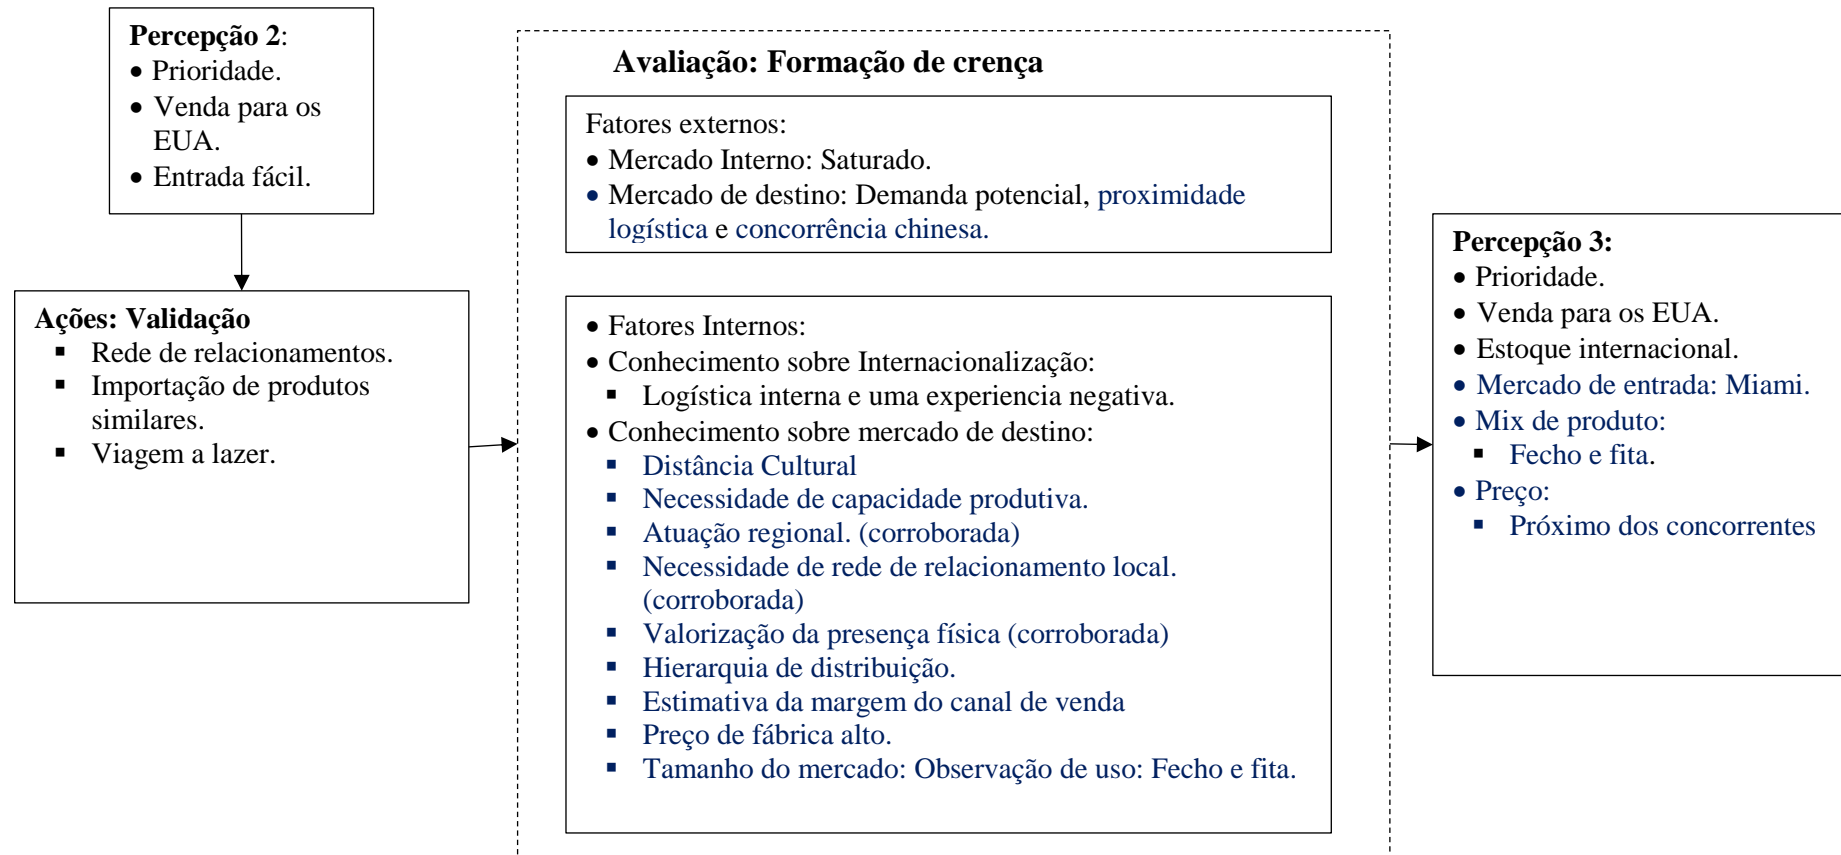 Percepção 2:
• Prioridade.
• Venda para os
EUA.
• Entrada fácil.
Ações: Validação
▪ Rede de relacionamentos.
▪ Importação de produtos
similares.
▪ Viagem a lazer.
Avaliação: Formação de crença
Fatores externos:
• Mercado Interno: Saturado.
• Mercado de destino: Demanda potencial, proximidade
logística e concorrência chinesa.
• Fatores Internos:
• Conhecimento sobre Internacionalização:
▪ Logística interna e uma experiencia negativa.
• Conhecimento sobre mercado de destino:
▪ Distância Cultural
▪ Necessidade de capacidade produtiva.
▪ Atuação regional. (corroborada)
▪ Necessidade de rede de relacionamento local.
(corroborada)
▪ Valorização da presença física (corroborada)
▪ Hierarquia de distribuição.
▪ Estimativa da margem do canal de venda
▪ Preço de fábrica alto.
▪ Tamanho do mercado: Observação de uso: Fecho e fita.
Percepção 3:
• Prioridade.
• Venda para os EUA.
• Estoque internacional.
• Mercado de entrada: Miami.
• Mix de produto:
▪ Fecho e fita.
• Preço:
▪ Próximo dos concorrentes